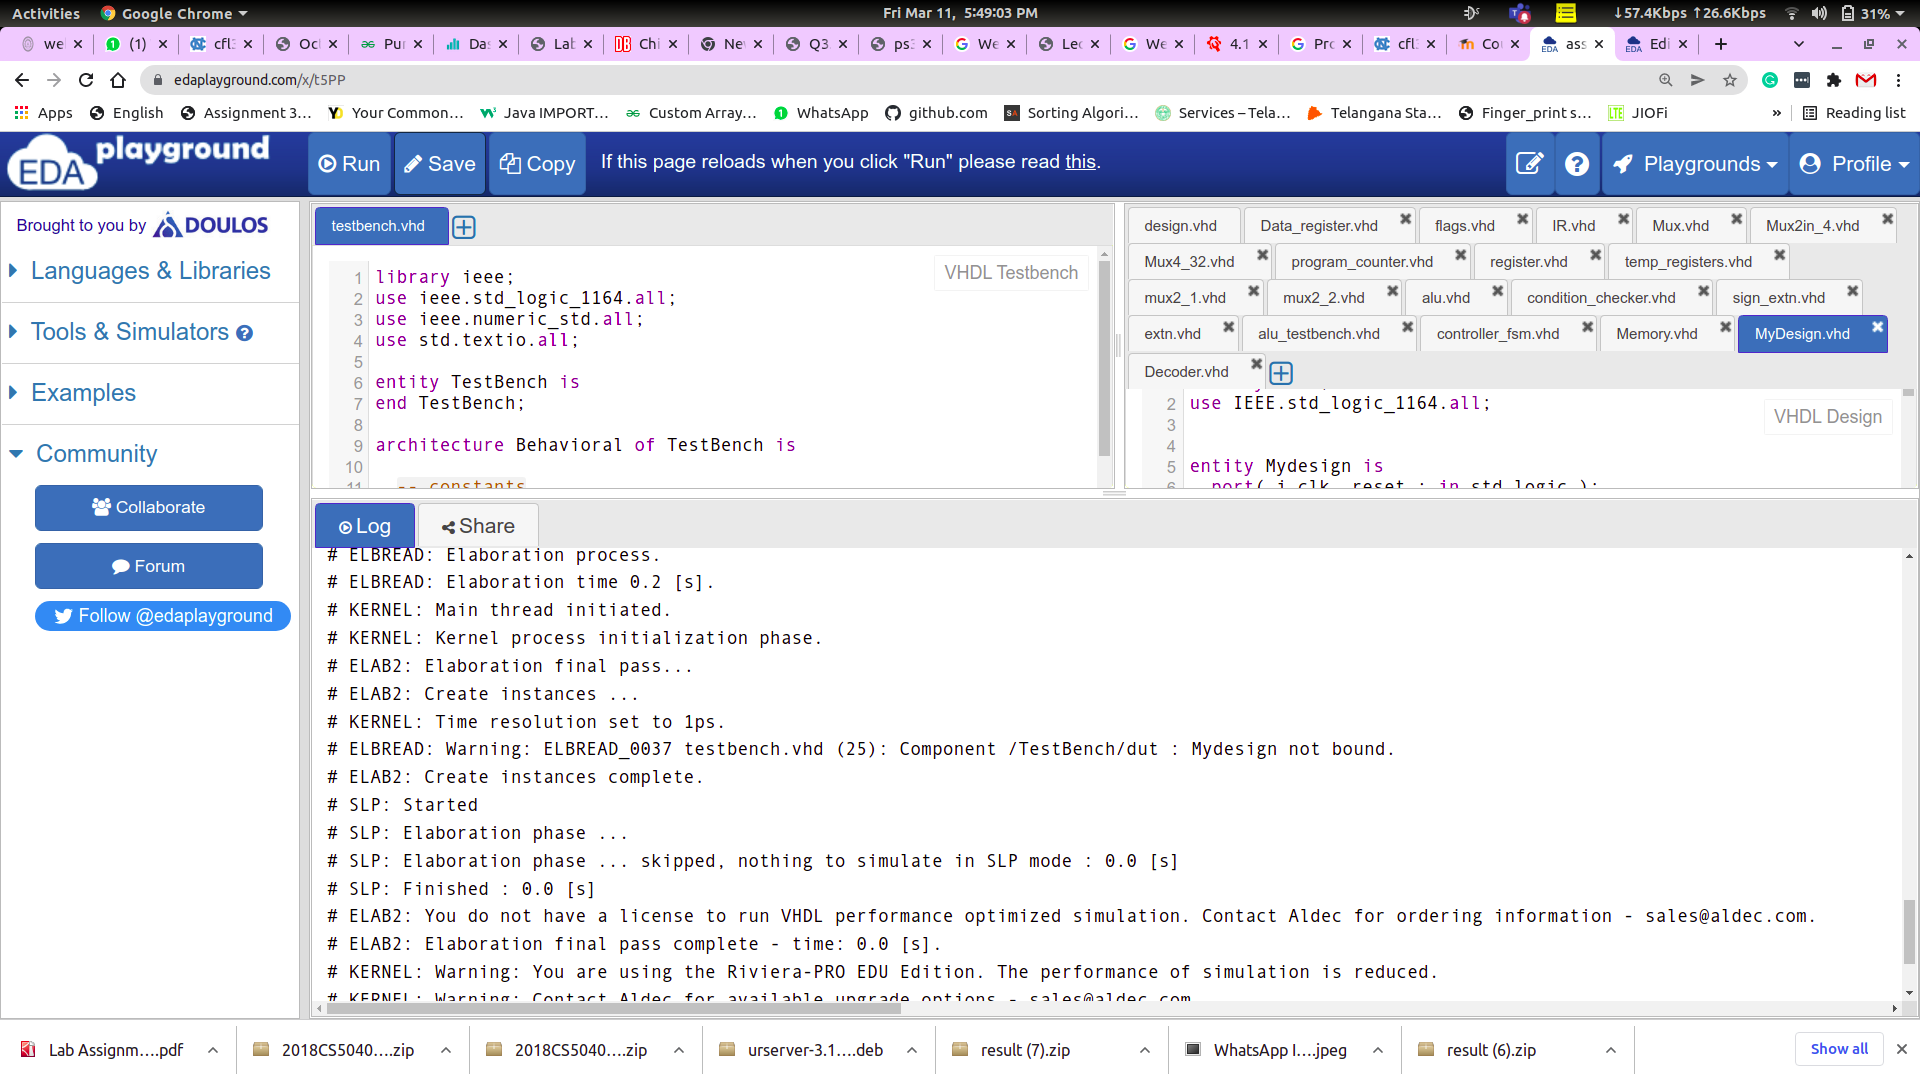 Activities Google Chrome Fri Mar 11, 5:49:03 PM ↓57.4Kbps ↑26.6Kbps 31%
we (1) cfl Oct Pu Das Lab Chi Ne Q3 ps3 We Lec We 4.1 Pro cfl Co ass Edi
edaplayground.com/x/t5PP
Apps English Assignment 3... Your Common... Java IMPORT... Custom Array... WhatsApp github.com Sorting Algori... Services – Tela... Telangana Sta... Finger_print s... JIOFi » Reading list
EDA playground Run Save Copy If this page reloads when you click "Run" please read this. Playgrounds Profile
Brought to you by DOULOS
Languages & Libraries
Tools & Simulators
Examples
Community
Collaborate
Forum
Follow @edaplayground
testbench.vhd
VHDL Testbench
1 library ieee;
2 use ieee.std_logic_1164.all;
3 use ieee.numeric_std.all;
4 use std.textio.all;
5
6 entity TestBench is
7 end TestBench;
8
9 architecture Behavioral of TestBench is
10
11 -- constants
design.vhd Data_register.vhd flags.vhd IR.vhd Mux.vhd Mux2in_4.vhd
Mux4_32.vhd program_counter.vhd register.vhd temp_registers.vhd
mux2_1.vhd mux2_2.vhd alu.vhd condition_checker.vhd sign_extn.vhd
extn.vhd alu_testbench.vhd controller_fsm.vhd Memory.vhd MyDesign.vhd
Decoder.vhd
VHDL Design
2 use IEEE.std_logic_1164.all;
3
4
5 entity Mydesign is
6 port( i_clk, reset : in std_logic );
Log Share
# ELBREAD: Elaboration process.
# ELBREAD: Elaboration time 0.2 [s].
# KERNEL: Main thread initiated.
# KERNEL: Kernel process initialization phase.
# ELAB2: Elaboration final pass...
# ELAB2: Create instances ...
# KERNEL: Time resolution set to 1ps.
# ELBREAD: Warning: ELBREAD_0037 testbench.vhd (25): Component /TestBench/dut : Mydesign not bound.
# ELAB2: Create instances complete.
# SLP: Started
# SLP: Elaboration phase ...
# SLP: Elaboration phase ... skipped, nothing to simulate in SLP mode : 0.0 [s]
# SLP: Finished : 0.0 [s]
# ELAB2: You do not have a license to run VHDL performance optimized simulation. Contact Aldec for ordering information - sales@aldec.com.
# ELAB2: Elaboration final pass complete - time: 0.0 [s].
# KERNEL: Warning: You are using the Riviera-PRO EDU Edition. The performance of simulation is reduced.
# KERNEL: Warning: Contact Aldec for available upgrade options - sales@aldec.com
Lab Assignm....pdf 2018CS5040....zip 2018CS5040....zip urserver-3.1....deb result (7).zip WhatsApp I....jpeg result (6).zip Show all